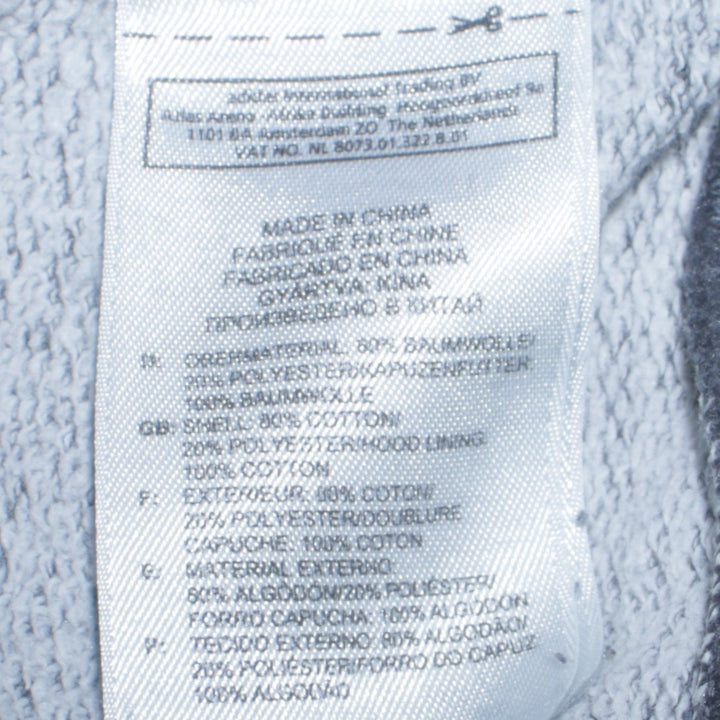 adidas International Trading BV
Atlas Arena - Afrika Building, Hoogoorddreef 9a
1101 BA Amsterdam ZO The Netherlands
VAT NO. NL 8073.01.322.B.01
MADE IN CHINA
FABRIQUÉ EN CHINE
FABRICADO EN CHINA
GYÁRTVA: KÍNA
ПРОИЗВЕДЕНО В КИТАЙ
D: OBERMATERIAL: 80% BAUMWOLLE/
20% POLYESTER/KAPUZENFUTTER:
100% BAUMWOLLE
GB: SHELL: 80% COTTON/
20% POLYESTER/HOOD LINING:
100% COTTON
F: EXTERIEUR: 80% COTON/
20% POLYESTER/DOUBLURE
CAPUCHE: 100% COTON
E: MATERIAL EXTERNO:
80% ALGODÓN/20% POLIÉSTER/
FORRO CAPUCHA: 100% ALGODÓN
P: TECIDO EXTERNO: 80% ALGODÃO/
20% POLIÉSTER/FORRO DO CAPUZ:
100% ALGODÃO